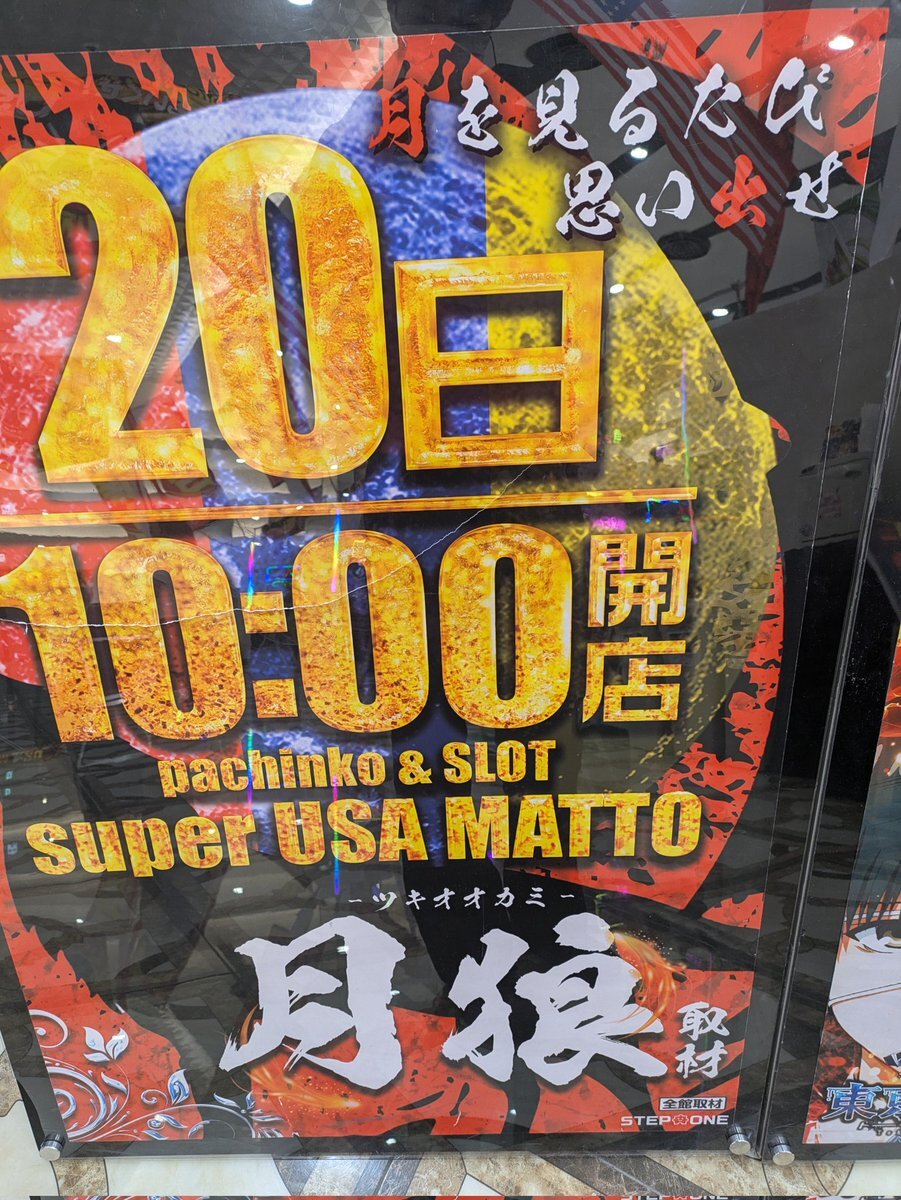 月を見るたび
思い出せ
20日
10:00開店
pachinko & SLOT
super USA MATTO
-ツキオオカミ-
月狼取材
全館取材
STEP ONE